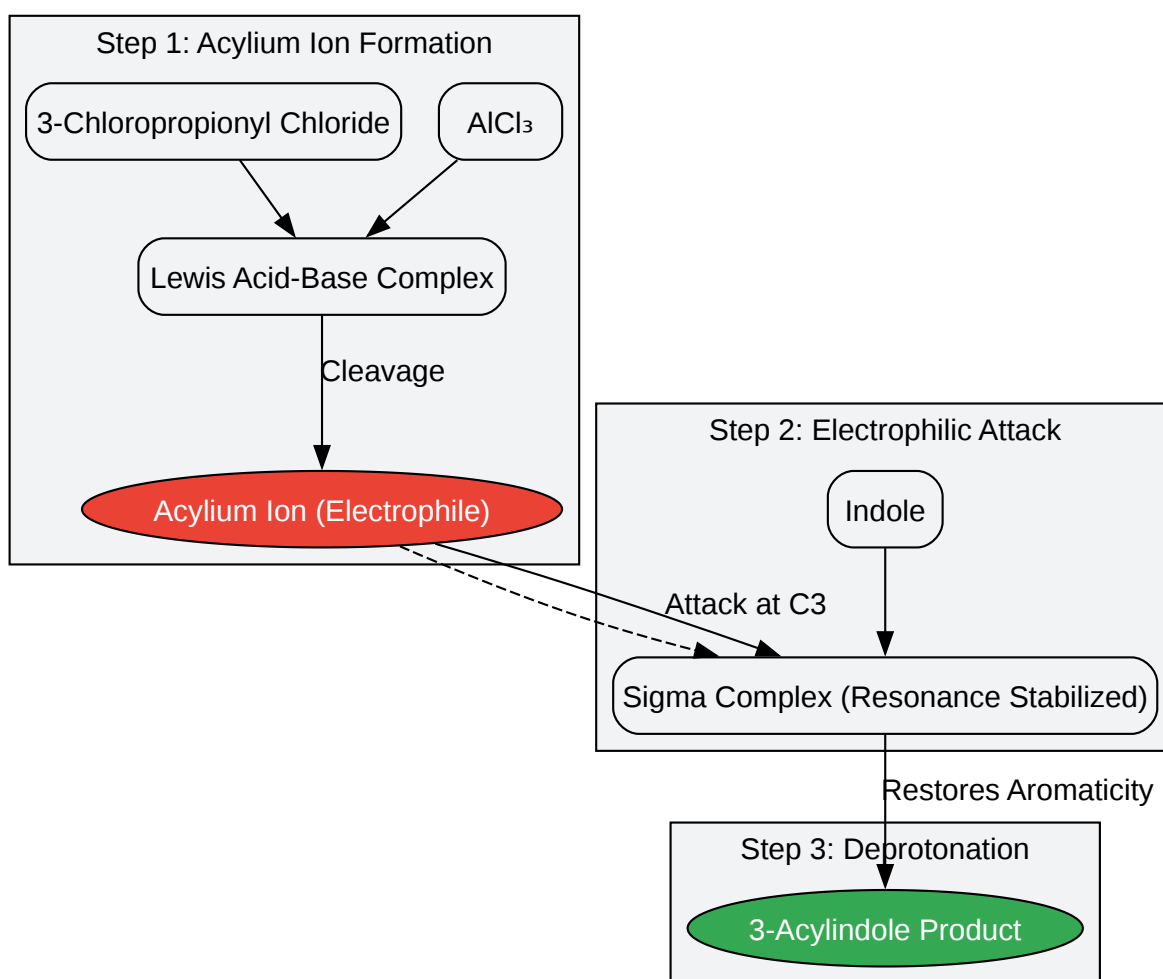 Step 1: Acylium Ion Formation
3-Chloropropionyl Chloride
AlCl₃
Lewis Acid-Base Complex
Cleavage
Acylium Ion (Electrophile)
Step 2: Electrophilic Attack
Indole
Attack at C3
Sigma Complex (Resonance Stabilized)
Restores Aromaticity
Step 3: Deprotonation
3-Acylindole Product